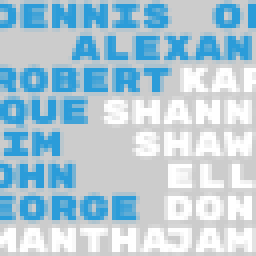 DENNIS O
ALEXAN
ROBERT KAR
QUE SHANN
IM SHAW
OHN ELL
EORGE DON
MANTHAJAM